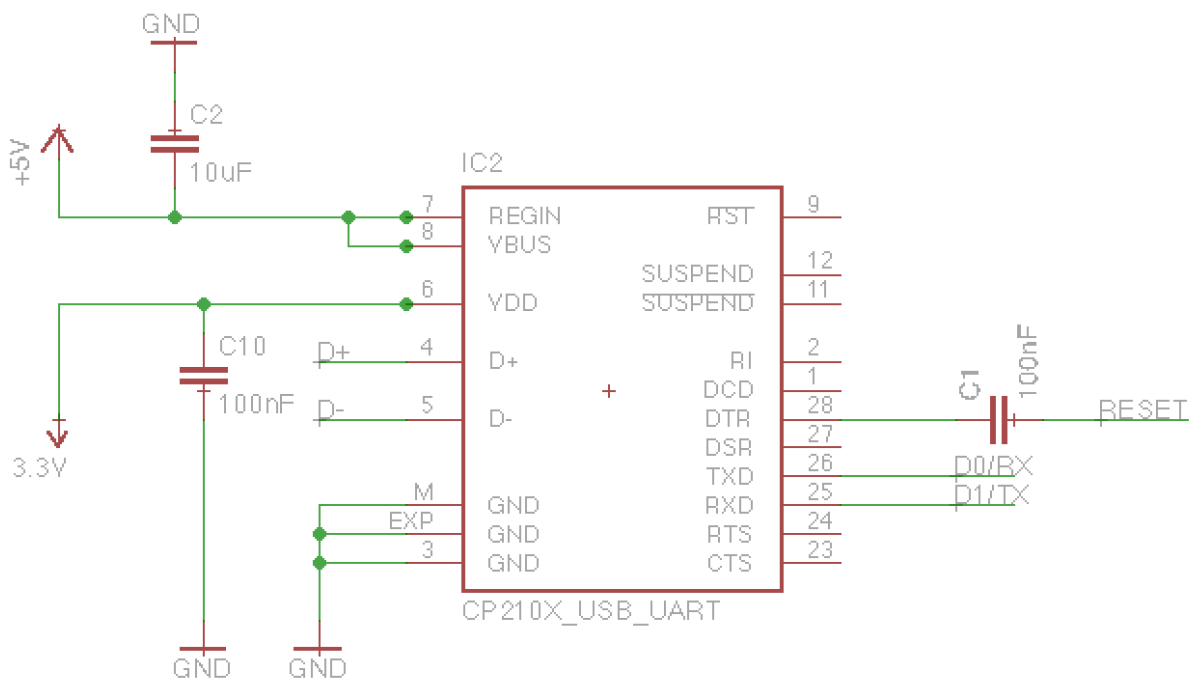 GND
C2
10uF
+5V
IC2
7
REGIN
RST
9
8
VBUS
SUSPEND
12
6
VDD
SUSPEND
11
C10
100nF
D+
4
D+
RI
2
DCD
1
C1
100nF
D-
5
D-
DTR
28
RESET
DSR
27
3.3V
TXD
26
D0/RX
M
GND
RXD
25
D1/TX
EXP
GND
RTS
24
3
GND
CTS
23
CP210X_USB_UART
GND
GND